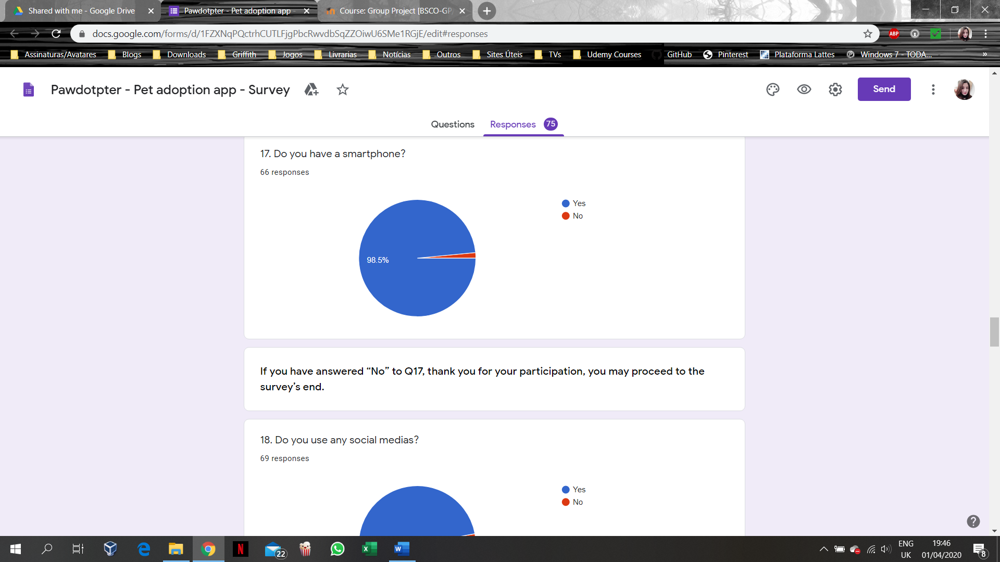 Shared with me - Google Drive
Pawdotpter - Pet adoption app -
Course: Group Project [BSCO-GP
docs.google.com/forms/d/1FZXNqPQctrhCUTLFjgPbcRwvdbSqZZOiwU6SMe1RGjE/edit#responses
ABP
Assinaturas/Avatares Blogs Downloads Griffith Jogos Livrarias Notícias Outros Sites Úteis TVs Udemy Courses GitHub Pinterest Plataforma Lattes Windows 7 - TODA... »
Pawdotpter - Pet adoption app - Survey
Send
Questions Responses 75
17. Do you have a smartphone?
66 responses
Yes
No
98.5%
If you have answered “No” to Q17, thank you for your participation, you may proceed to the
survey’s end.
18. Do you use any social medias?
69 responses
Yes
No
22
ENG
UK
19:46
01/04/2020
8